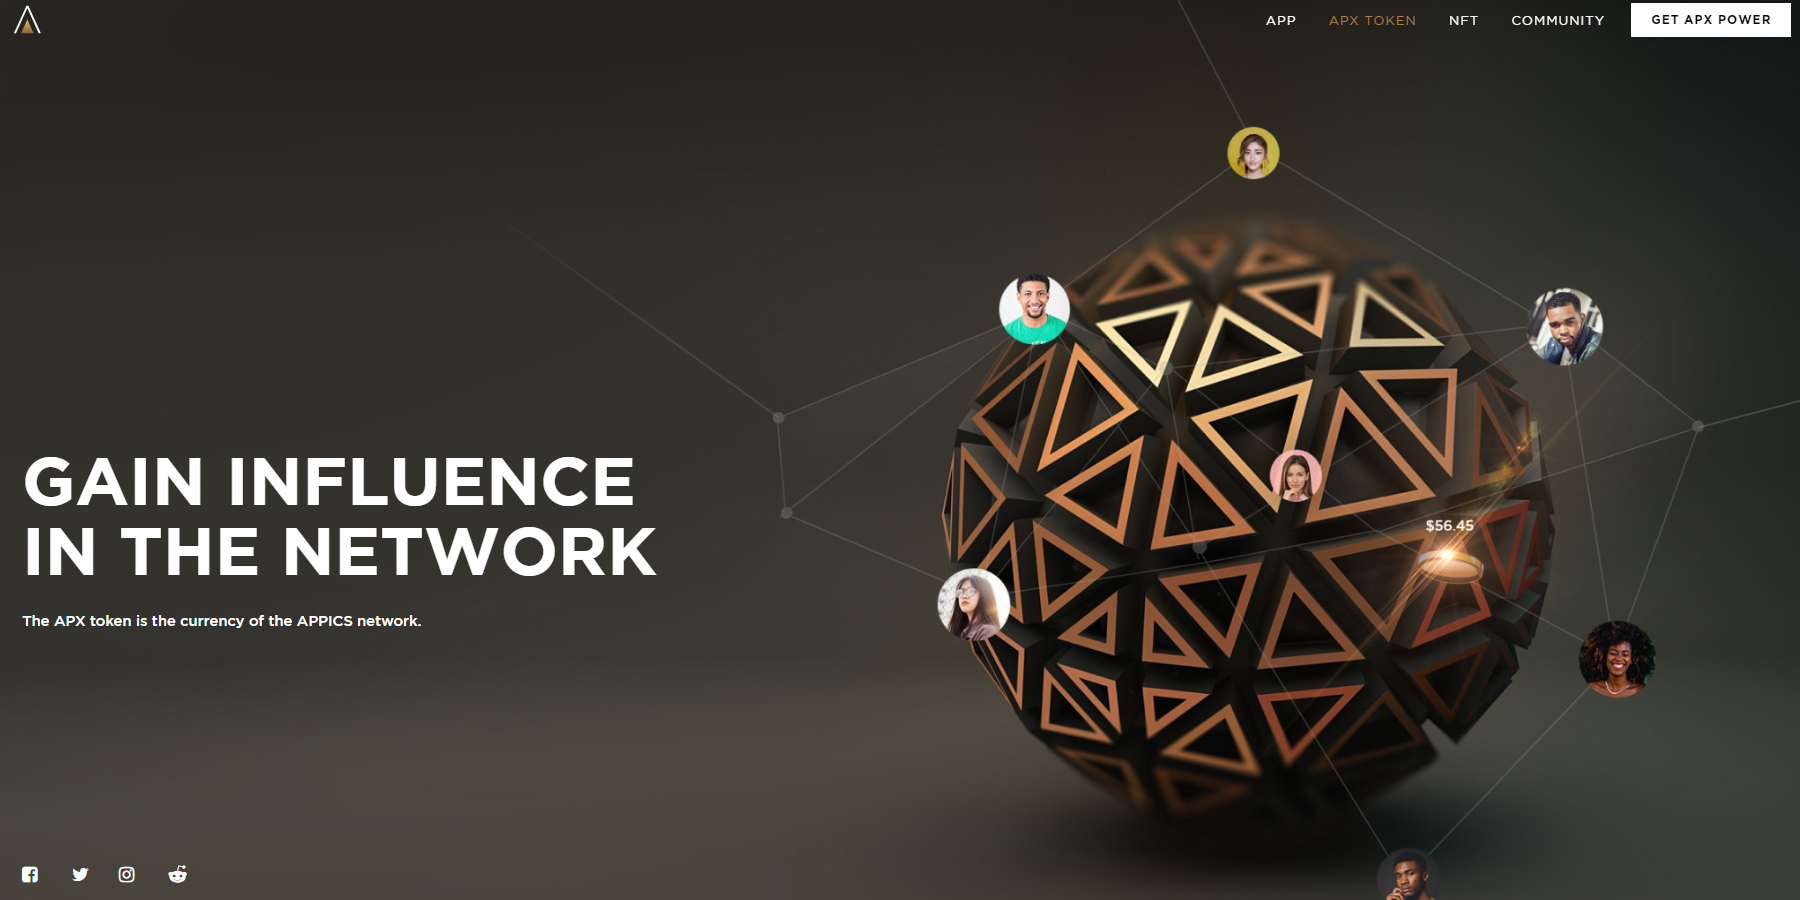 APP
APX TOKEN
NFT
COMMUNITY
GET APX POWER
GAIN INFLUENCE
IN THE NETWORK
The APX token is the currency of the APPICS network.
$56.45